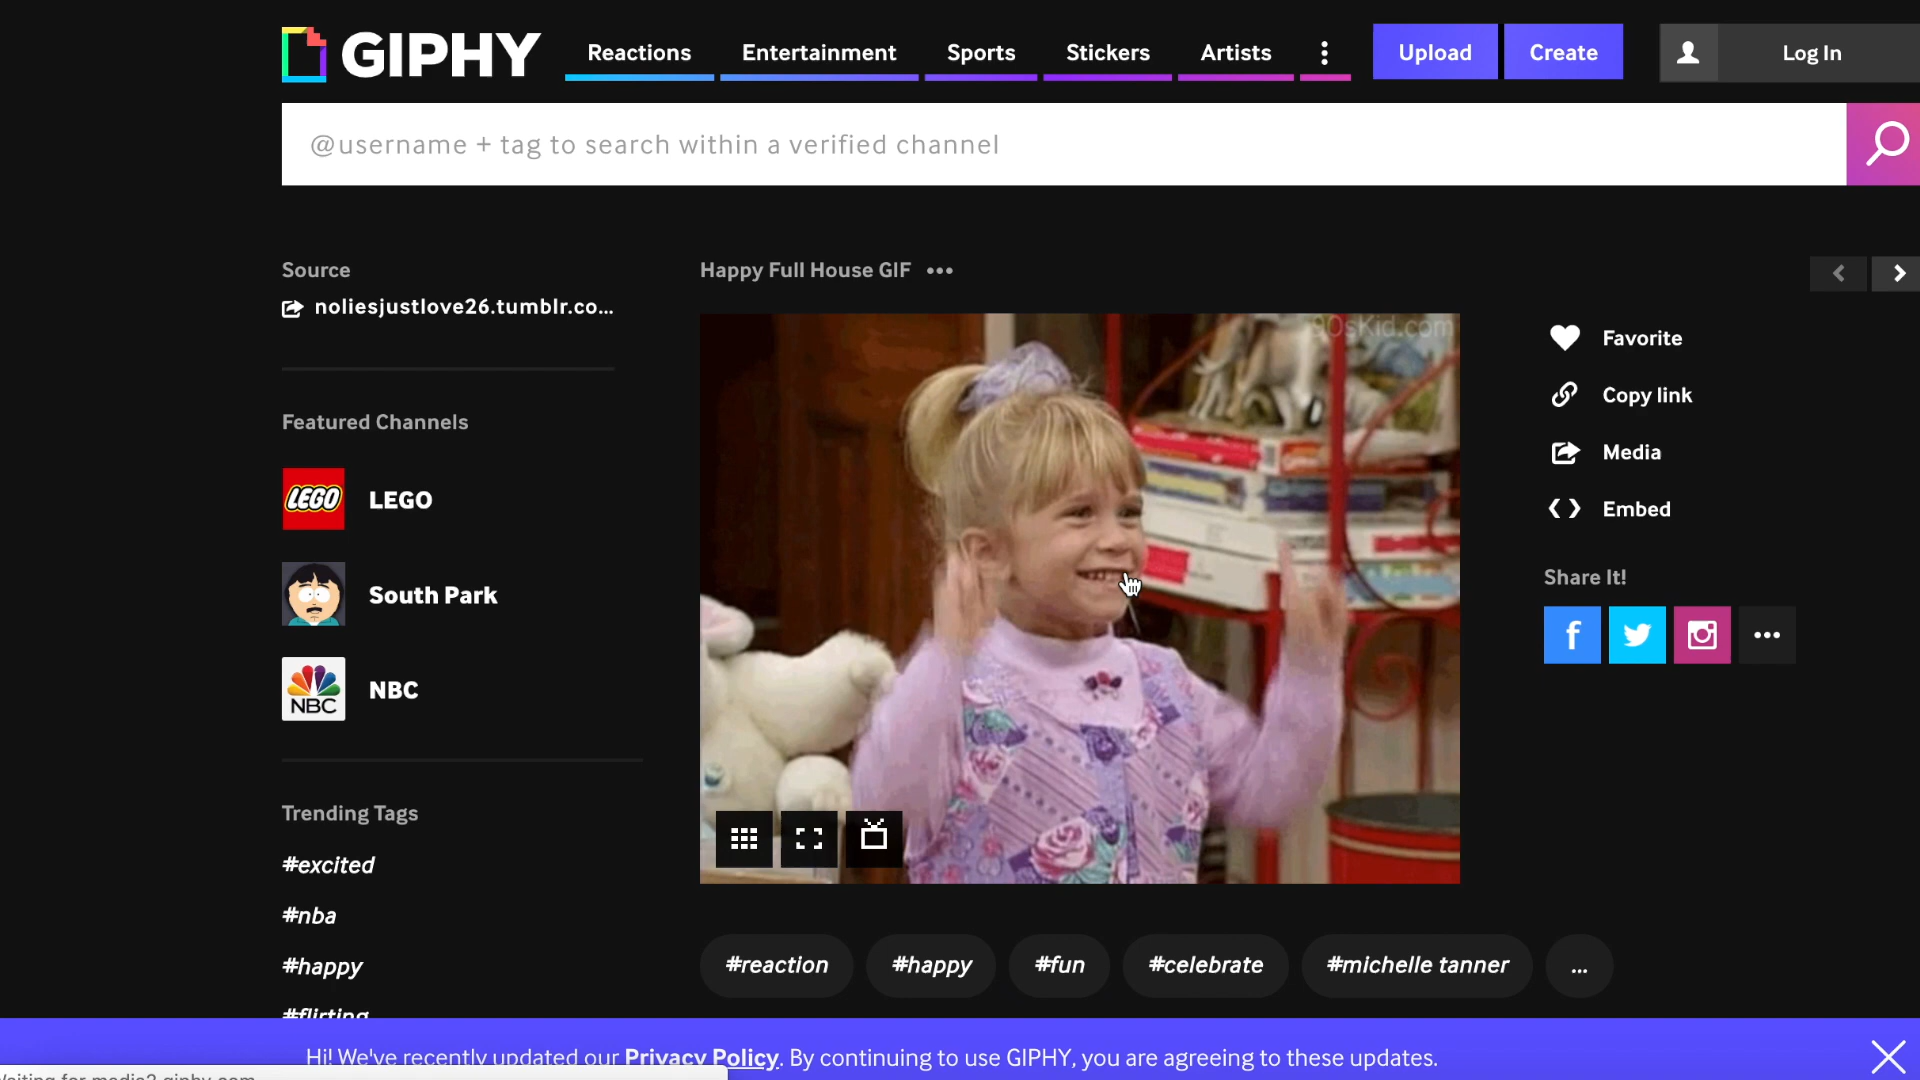 GIPHY
Reactions
Entertainment
Sports
Stickers
Artists
Upload
Create
Log In
@username + tag to search within a verified channel
Source
noliesjustlove26.tumblr.co...
Featured Channels
LEGO
LEGO
South Park
NBC
NBC
Trending Tags
#excited
#nba
#happy
#flirting
Happy Full House GIF
90sKid.com
Favorite
Copy link
Media
Embed
Share It!
#reaction
#happy
#fun
#celebrate
#michelle tanner
...
Hi! We've recently updated our Privacy Policy. By continuing to use GIPHY, you are agreeing to these updates.